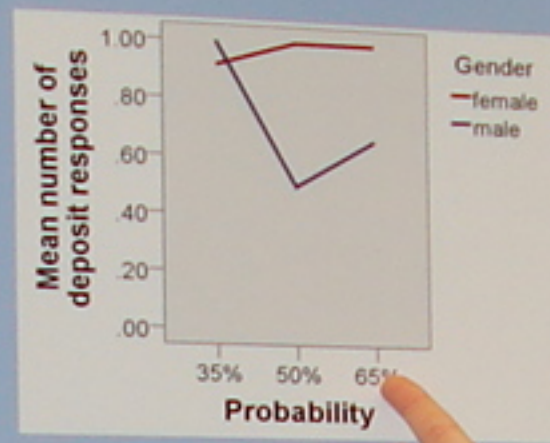 Mean number of
deposit responses
1.00
.80
.60
.40
.20
.00
35% 50% 65%
Probability
Gender
female
male